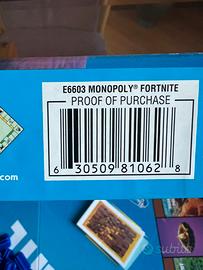 E6603 MONOPOLY® FORTNITE
PROOF OF PURCHASE
6 30509 81062 8
.com
subito